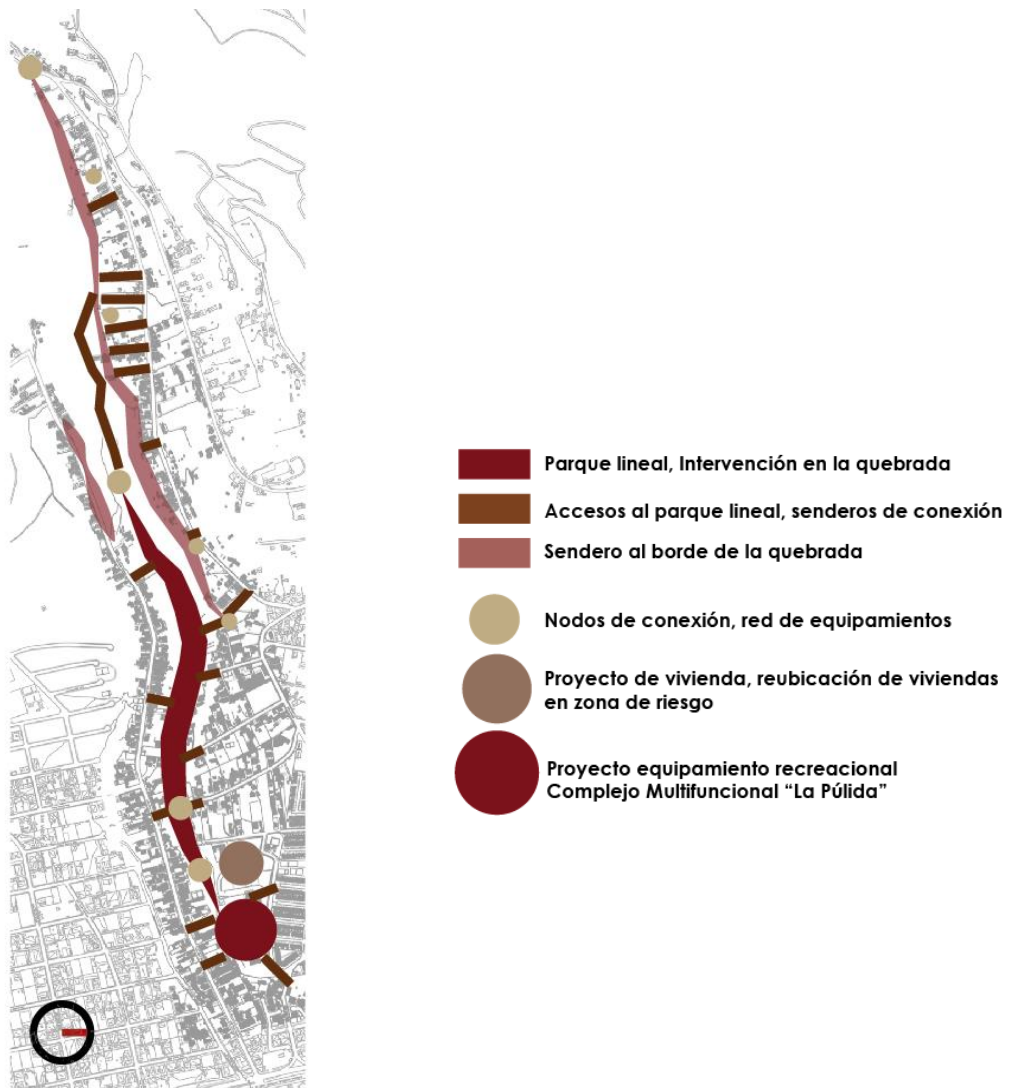 Parque lineal, Intervención en la quebrada
Accesos al parque lineal, senderos de conexión
Sendero al borde de la quebrada
Nodos de conexión, red de equipamientos
Proyecto de vivienda, reubicación de viviendas
en zona de riesgo
Proyecto equipamiento recreacional
Complejo Multifuncional “La Púlida”